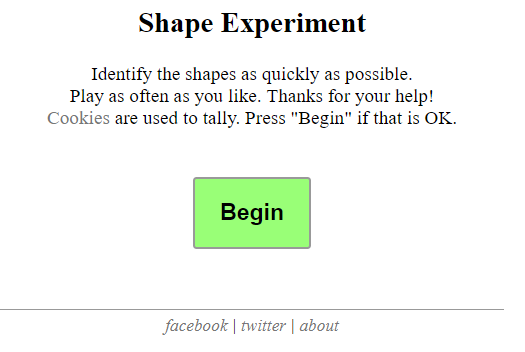 Shape Experiment
Identify the shapes as quickly as possible.
Play as often as you like. Thanks for your help!
Cookies are used to tally. Press "Begin" if that is OK.
Begin
facebook | twitter | about